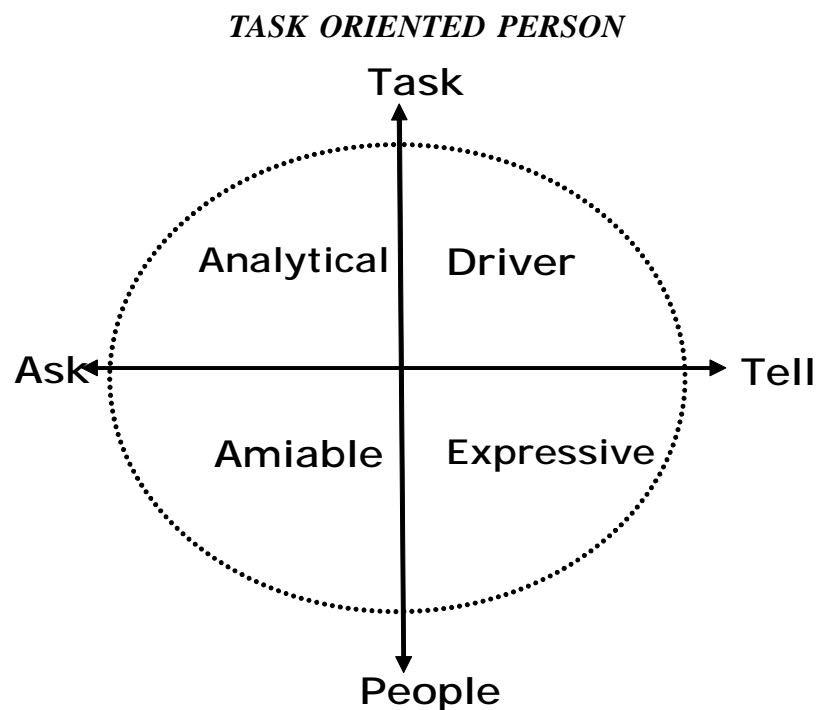 TASK ORIENTED PERSON
Task
Analytical Driver
Ask Tell
Amiable Expressive
People